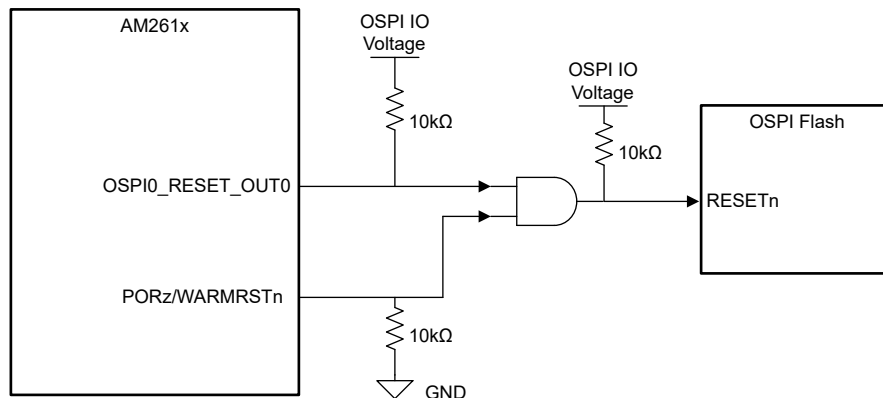 AM261x
OSPI IO
Voltage
10kΩ
OSPI IO
Voltage
10kΩ
OSPI Flash
OSPI0_RESET_OUT0
RESETn
PORz/WARMRSTn
10kΩ
GND